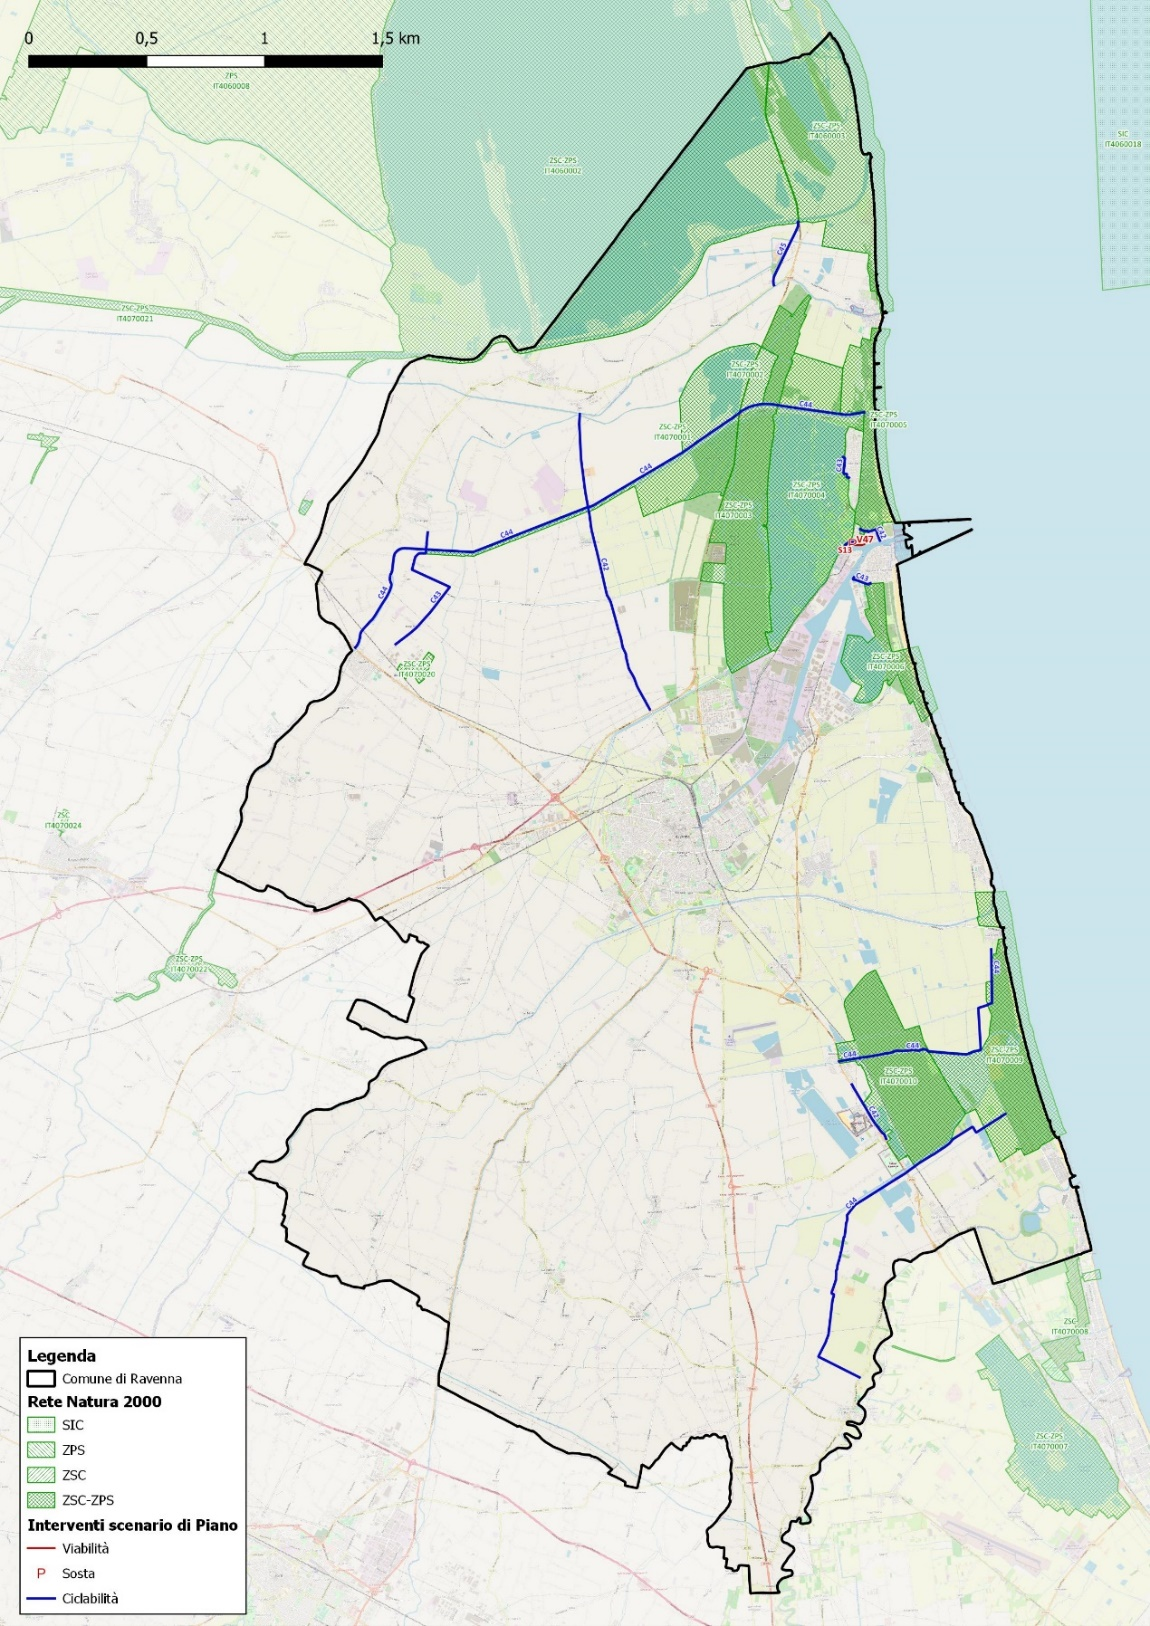 0 0,5 1 1,5 km
ZPS
IT4060008
ZSC-ZPS
IT4060002
ZSC-ZPS
IT4060003
SIC
IT4060018
C45
ZSC-ZPS
IT4070021
ZSC-ZPS
IT4070002
C44
ZSC-ZPS
IT4070005
ZSC-ZPS
IT4070001
C44
C43
ZSC-ZPS
IT4070004
ZSC-ZPS
IT4070003
C44
C42
V47
S13
C42
C43
C44
C43
ZSC-ZPS
IT4070020
ZSC-ZPS
IT4070006
ZSC
IT4070024
ZSC-ZPS
IT4070022
C44
C44
C44
ZSC-ZPS
IT4070009
ZSC-ZPS
IT4070010
C42
C44
ZSC
IT4070008
ZSC-ZPS
IT4070007
Legenda
Comune di Ravenna
Rete Natura 2000
SIC
ZPS
ZSC
ZSC-ZPS
Interventi scenario di Piano
Viabilità
P Sosta
Ciclabilità